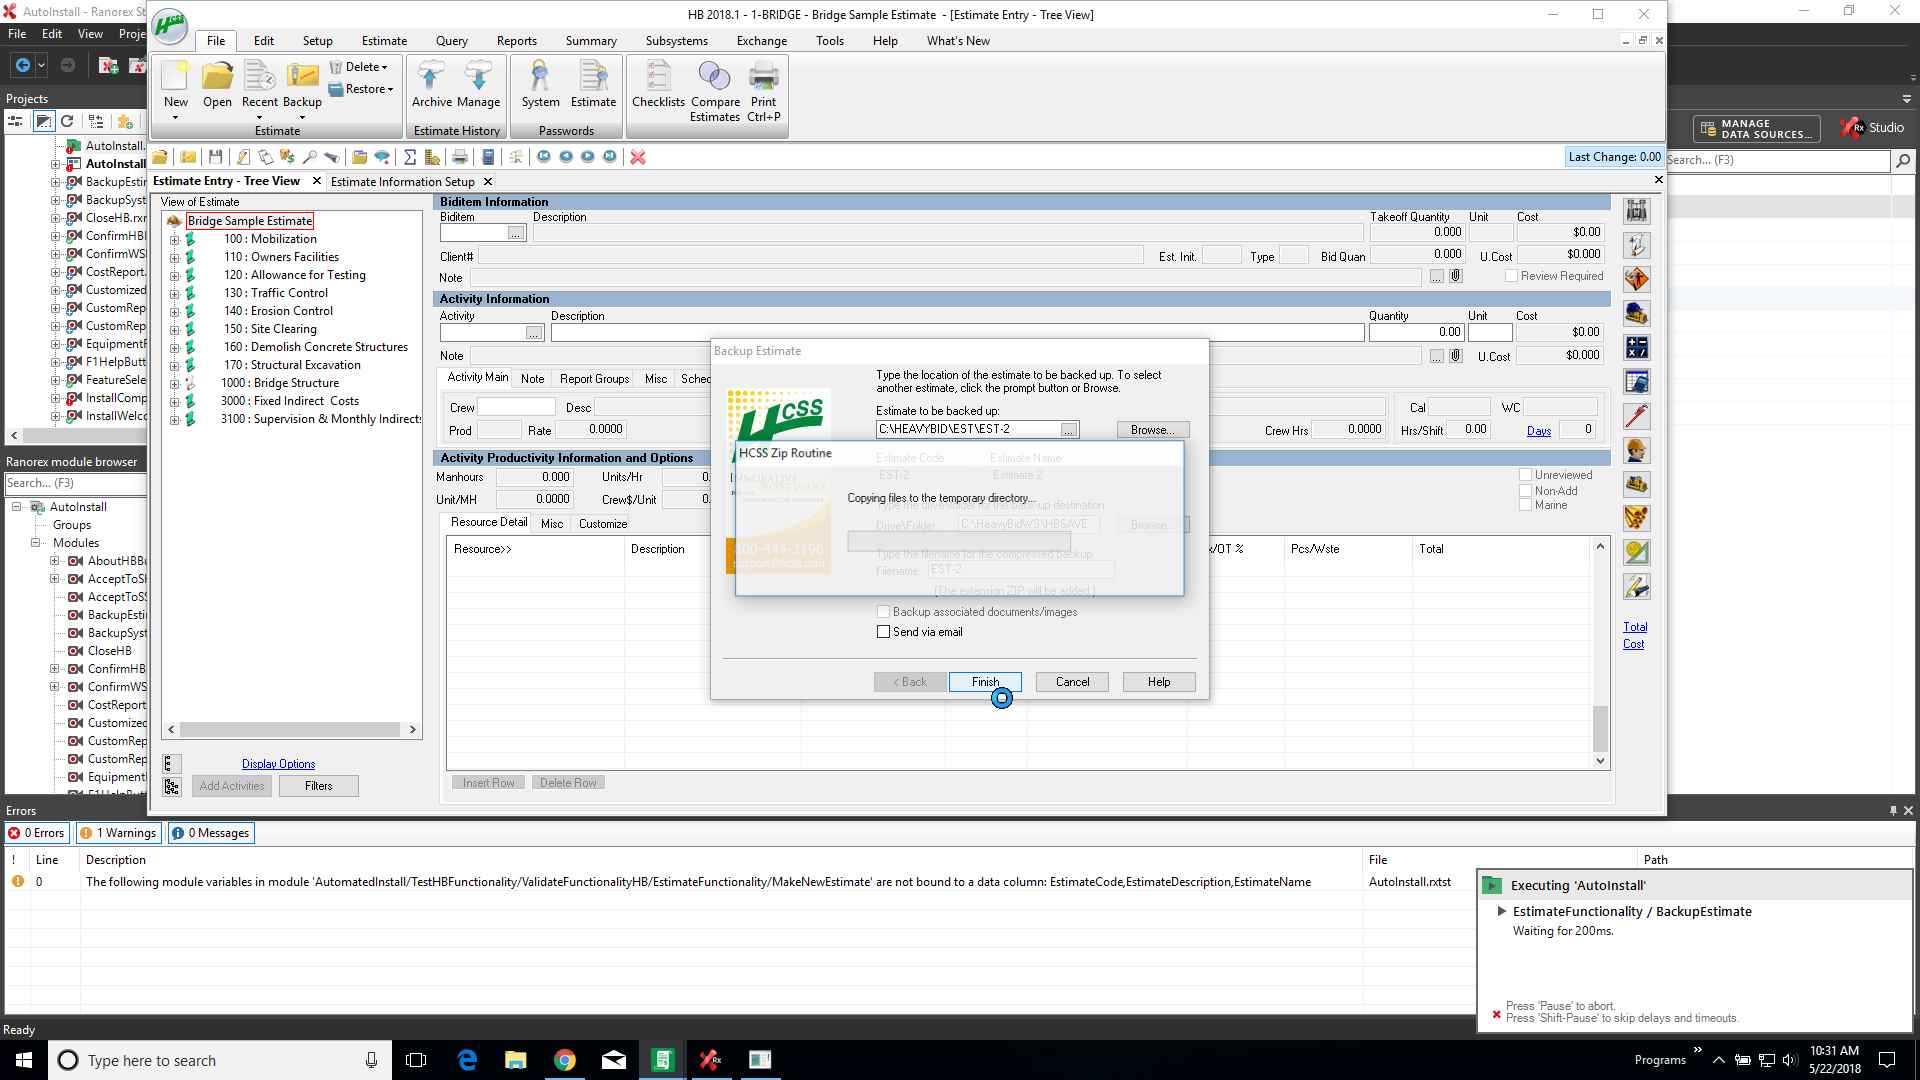 AutoInstall - Ranorex St
HB 2018.1 - 1-BRIDGE - Bridge Sample Estimate - [Estimate Entry - Tree View]
File Edit View Proje
File Edit Setup Estimate Query Reports Summary Subsystems Exchange Tools Help What's New
New Open Recent Backup Delete Restore
Estimate
Archive Manage
Estimate History
System Estimate
Passwords
Checklists Compare Estimates Print Ctrl+P
MANAGE DATA SOURCES...
Rx Studio
Search... (F3)
Last Change: 0.00
Estimate Entry - Tree View
Estimate Information Setup
Projects
AutoInstall.
AutoInstall
BackupEstin
BackupSyst
CloseHB.rxr
ConfirmHBI
ConfirmWSI
CostReport.
Customized
CustomRep
CustomRep
EquipmentF
F1HelpButt
FeatureSele
InstallComp
InstallWelco
View of Estimate
Bridge Sample Estimate
100 : Mobilization
110 : Owners Facilities
120 : Allowance for Testing
130 : Traffic Control
140 : Erosion Control
150 : Site Clearing
160 : Demolish Concrete Structures
170 : Structural Excavation
1000 : Bridge Structure
3000 : Fixed Indirect Costs
3100 : Supervision & Monthly Indirects
Display Options
Add Activities Filters
Biditem Information
Biditem Description Takeoff Quantity Unit Cost
0.000 $0.00
Client# Est. Init. Type Bid Quan 0.000 U.Cost $0.000
Note Review Required
Activity Information
Activity Description Quantity Unit Cost
0.00 $0.00
Note U.Cost $0.000
Activity Main Note Report Groups Misc Sched
Crew Desc Cal WC
Prod Rate 0.0000 Crew Hrs 0.0000 Hrs/Shift 0.00 Days 0
Activity Productivity Information and Options
Manhours 0.000 Units/Hr 0.
Unit/MH 0.0000 Crew$/Unit 0.
Unreviewed
Non-Add
Marine
Resource Detail Misc Customize
Resource>> Description x/OT % Pcs/Wste Total
Insert Row Delete Row
Total
Cost
Backup Estimate
HCSS
Type the location of the estimate to be backed up. To select
another estimate, click the prompt button or Browse.
Estimate to be backed up:
C:\HEAVYBID\EST\EST-2 ... Browse...
HCSS Zip Routine
Estimate Code Estimate Name
EST-2 Estimate 2
Copying files to the temporary directory...
Type the drive/folder for the back-up destination
Drive\Folder: C:\HeavyBid\WS\HBSAVE Browse...
Type the filename for the compressed backup
Filename: EST-2
(The extension ZIP will be added.)
Backup associated documents/images
Send via email
< Back Finish Cancel Help
Ranorex module browser
Search... (F3)
AutoInstall
Groups
Modules
AboutHBBu
AcceptToSh
AcceptToSS
BackupEstin
BackupSyst
CloseHB
ConfirmHB
ConfirmWS
CostReport
Customized
CustomRep
CustomRep
EquipmentF
F1HelpButt
Errors
0 Errors 1 Warnings 0 Messages
! Line Description File Path
0 The following module variables in module 'AutomatedInstall/TestHBFunctionality/ValidateFunctionalityHB/EstimateFunctionality/MakeNewEstimate' are not bound to a data column: EstimateCode,EstimateDescription,EstimateName AutoInstall.rxtst
Executing 'AutoInstall'
EstimateFunctionality / BackupEstimate
Waiting for 200ms.
Press 'Pause' to abort.
Press 'Shift-Pause' to skip delays and timeouts.
Ready
Type here to search
Programs
10:31 AM
5/22/2018